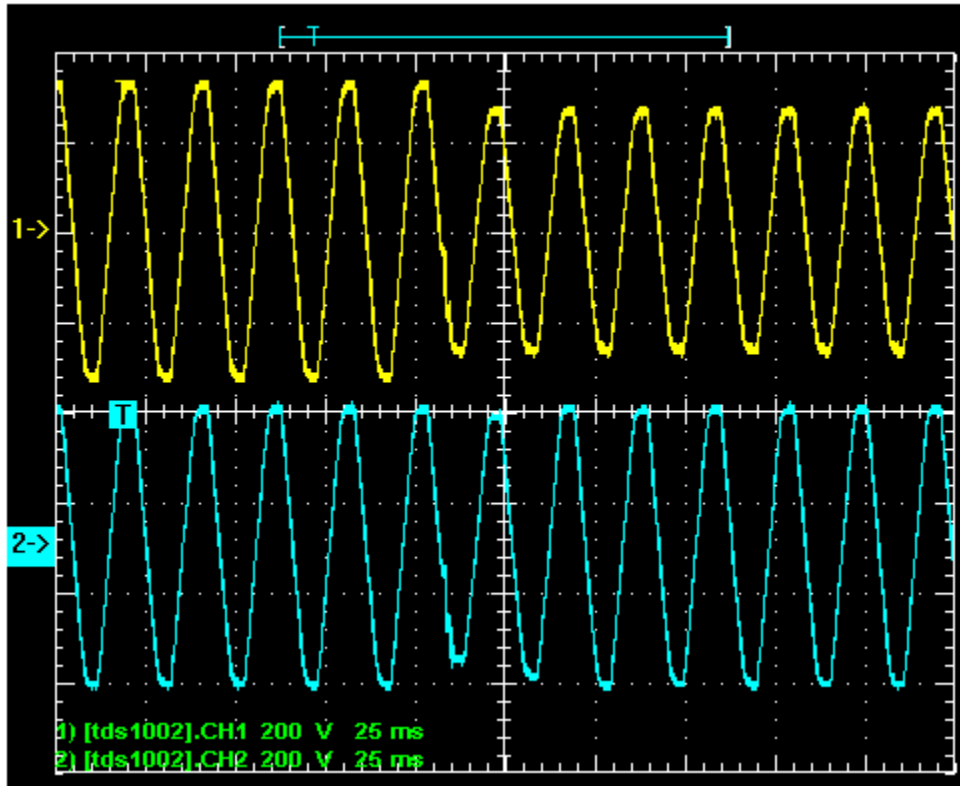 T
1->
T
2->
1) [tds1002].CH1 200 V 25 ms
2) [tds1002].CH2 200 V 25 ms